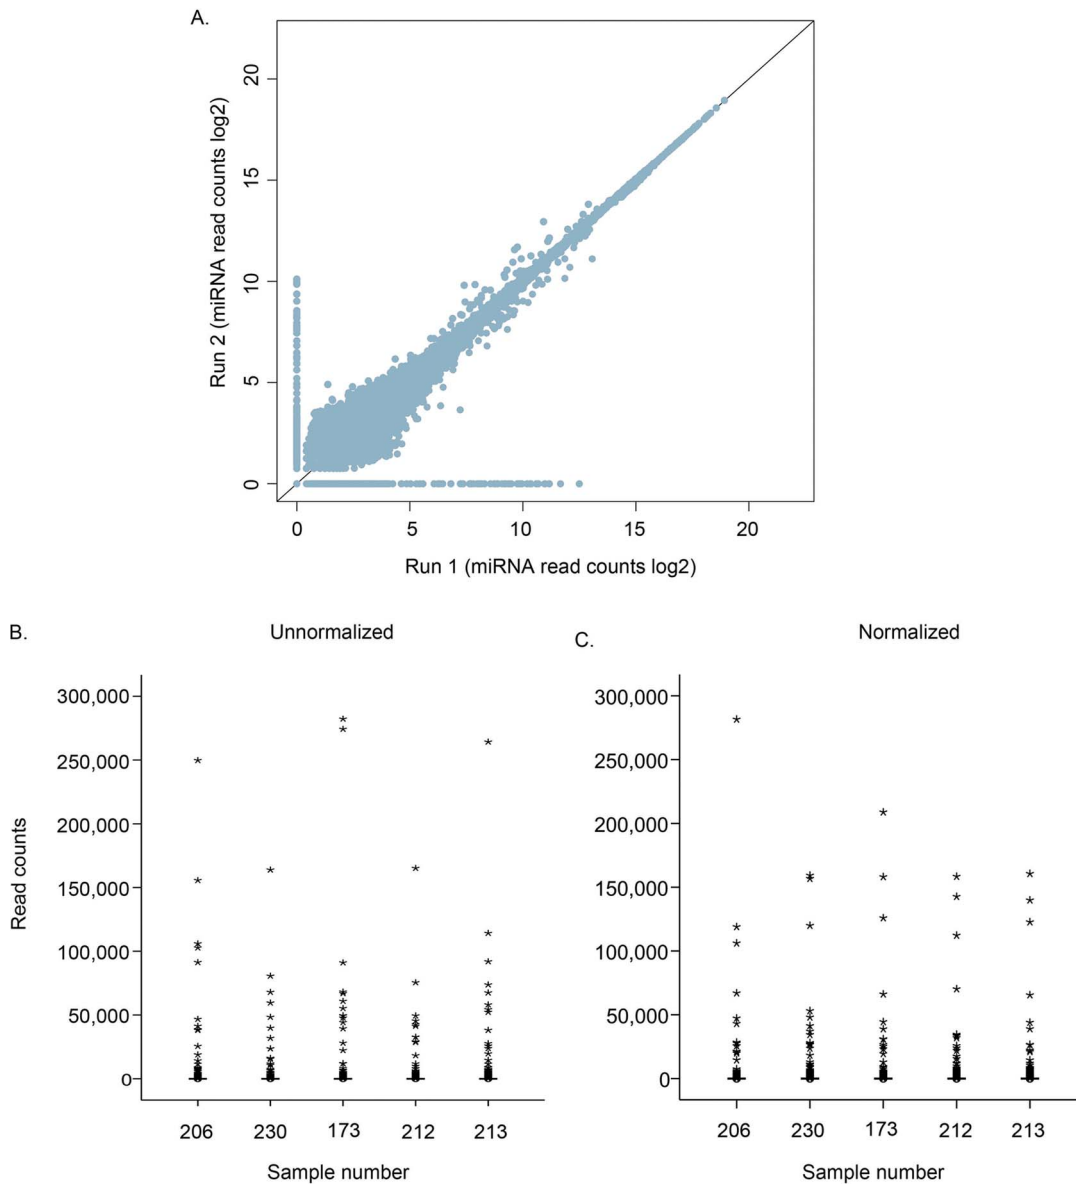 A.
Run 2 (miRNA read counts log2)
20
15
10
5
0
0 5 10 15 20
Run 1 (miRNA read counts log2)
B. Unnormalized
Read counts
300,000
250,000
200,000
150,000
100,000
50,000
0
206 230 173 212 213
Sample number
C. Normalized
300,000
250,000
200,000
150,000
100,000
50,000
0
206 230 173 212 213
Sample number